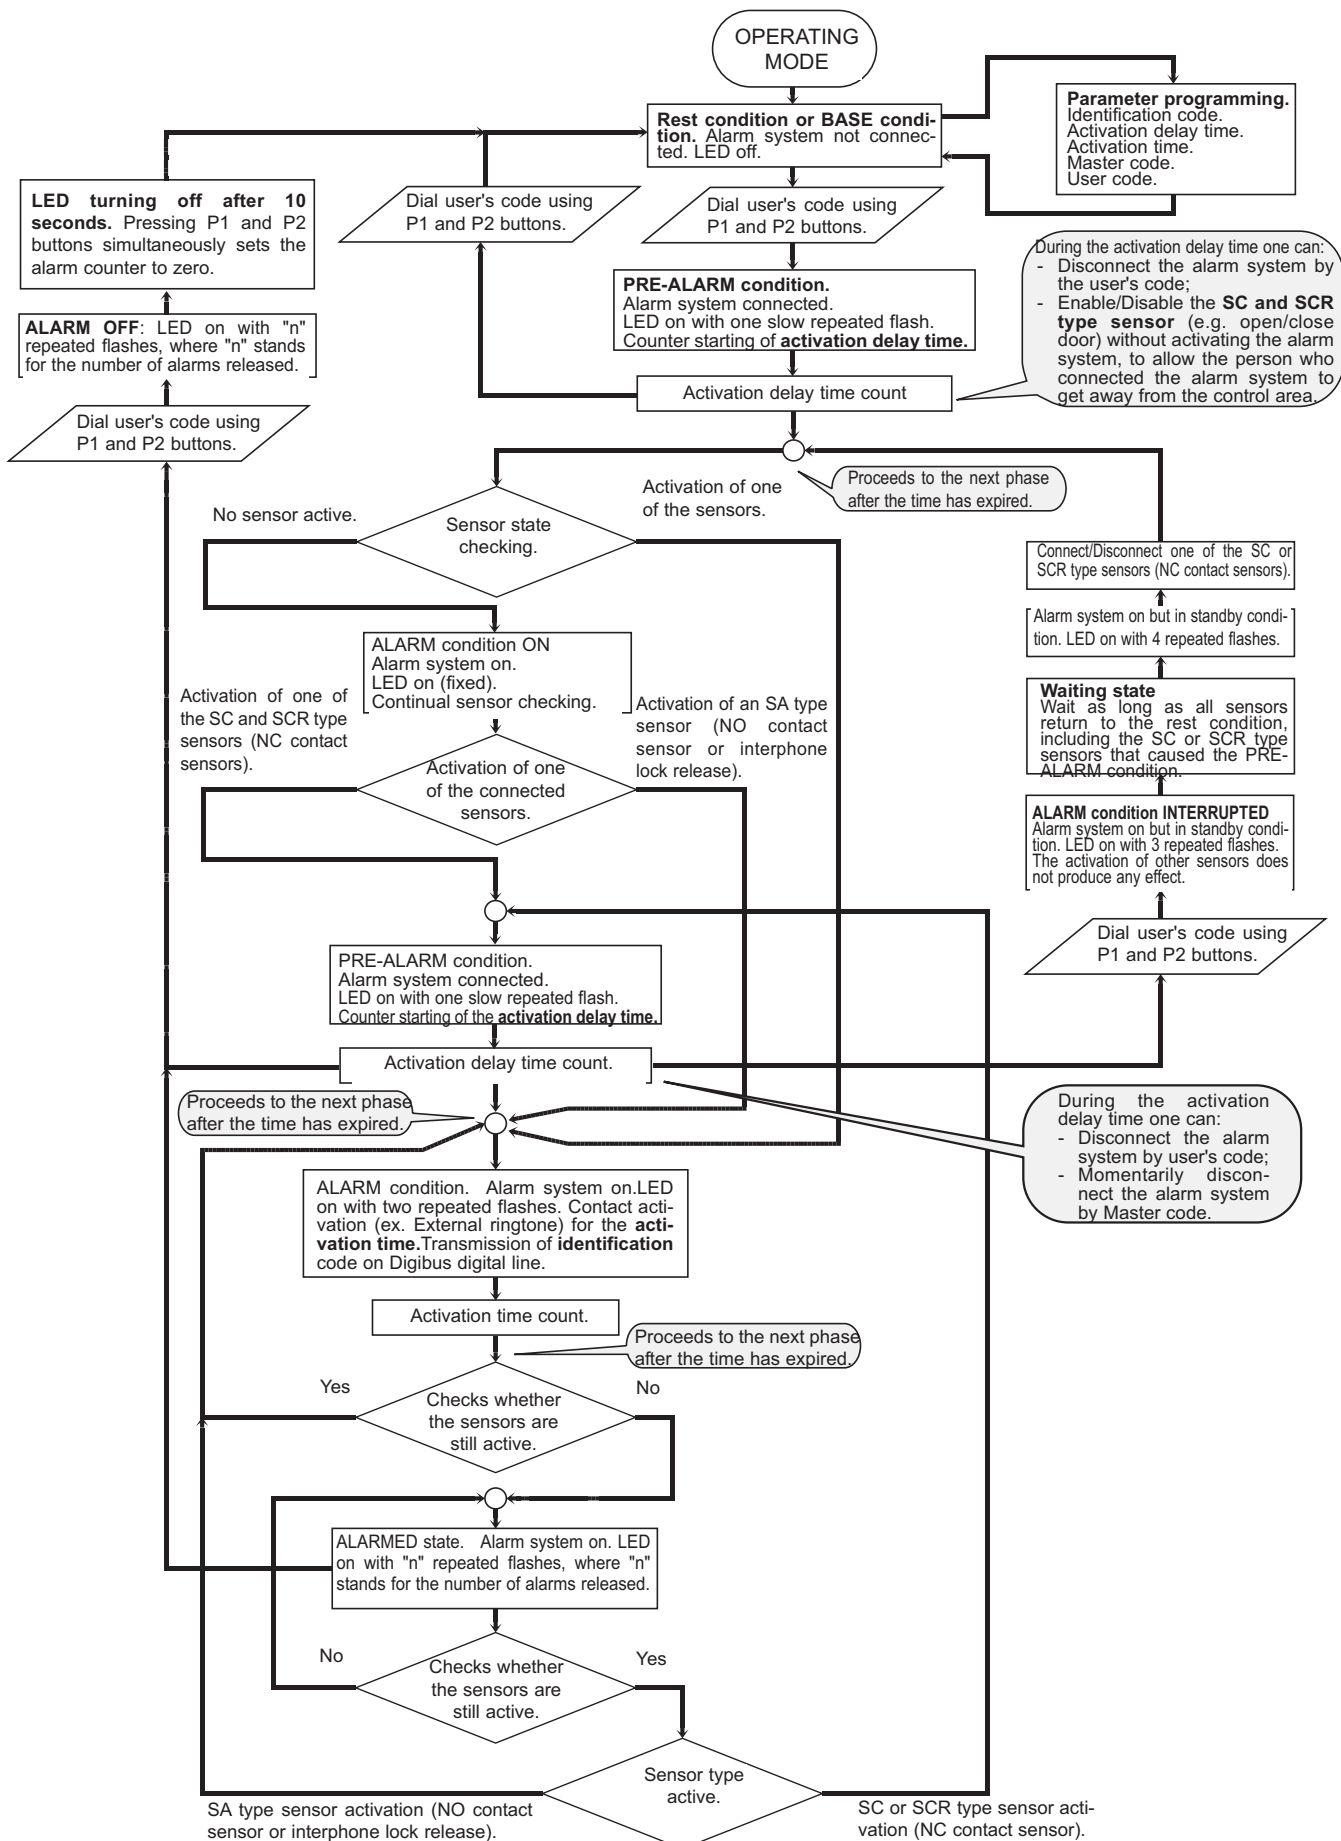 OPERATING
MODE
Rest condition or BASE condi-
tion. Alarm system not connec-
ted. LED off.
Parameter programming.
Identification code.
Activation delay time.
Activation time.
Master code.
User code.
LED turning off after 10
seconds. Pressing P1 and P2
buttons simultaneously sets the
alarm counter to zero.
Dial user's code using
P1 and P2 buttons.
Dial user's code using
P1 and P2 buttons.
During the activation delay time one can:
- Disconnect the alarm system by
the user's code;
- Enable/Disable the SC and SCR
type sensor (e.g. open/close
door) without activating the alarm
system, to allow the person who
connected the alarm system to
get away from the control area.
PRE-ALARM condition.
Alarm system connected.
LED on with one slow repeated flash.
Counter starting of activation delay time.
ALARM OFF: LED on with "n"
repeated flashes, where "n" stands
for the number of alarms released.
Activation delay time count
Dial user's code using
P1 and P2 buttons.
Proceeds to the next phase
after the time has expired.
Activation of one
of the sensors.
No sensor active.
Sensor state
checking.
Connect/Disconnect one of the SC or
SCR type sensors (NC contact sensors).
Alarm system on but in standby condi-
tion. LED on with 4 repeated flashes.
ALARM condition ON
Alarm system on.
LED on (fixed).
Continual sensor checking.
Activation of one of
the SC and SCR type
sensors (NC contact
sensors).
Activation of an SA type
sensor (NO contact
sensor or interphone
lock release).
Waiting state
Wait as long as all sensors
return to the rest condition,
including the SC or SCR type
sensors that caused the PRE-
ALARM condition.
Activation of one
of the connected
sensors.
ALARM condition INTERRUPTED
Alarm system on but in standby condi-
tion. LED on with 3 repeated flashes.
The activation of other sensors does
not produce any effect.
Dial user's code using
P1 and P2 buttons.
PRE-ALARM condition.
Alarm system connected.
LED on with one slow repeated flash.
Counter starting of the activation delay time.
Activation delay time count.
Proceeds to the next phase
after the time has expired.
During the activation
delay time one can:
- Disconnect the alarm
system by user's code;
- Momentarily discon-
nect the alarm system
by Master code.
ALARM condition. Alarm system on.LED
on with two repeated flashes. Contact acti-
vation (ex. External ringtone) for the acti-
vation time.Transmission of identification
code on Digibus digital line.
Activation time count.
Proceeds to the next phase
after the time has expired.
Yes
No
Checks whether
the sensors are
still active.
ALARMED state. Alarm system on. LED
on with "n" repeated flashes, where "n"
stands for the number of alarms released.
No
Yes
Checks whether
the sensors are
still active.
Sensor type
active.
SA type sensor activation (NO contact
sensor or interphone lock release).
SC or SCR type sensor acti-
vation (NC contact sensor).